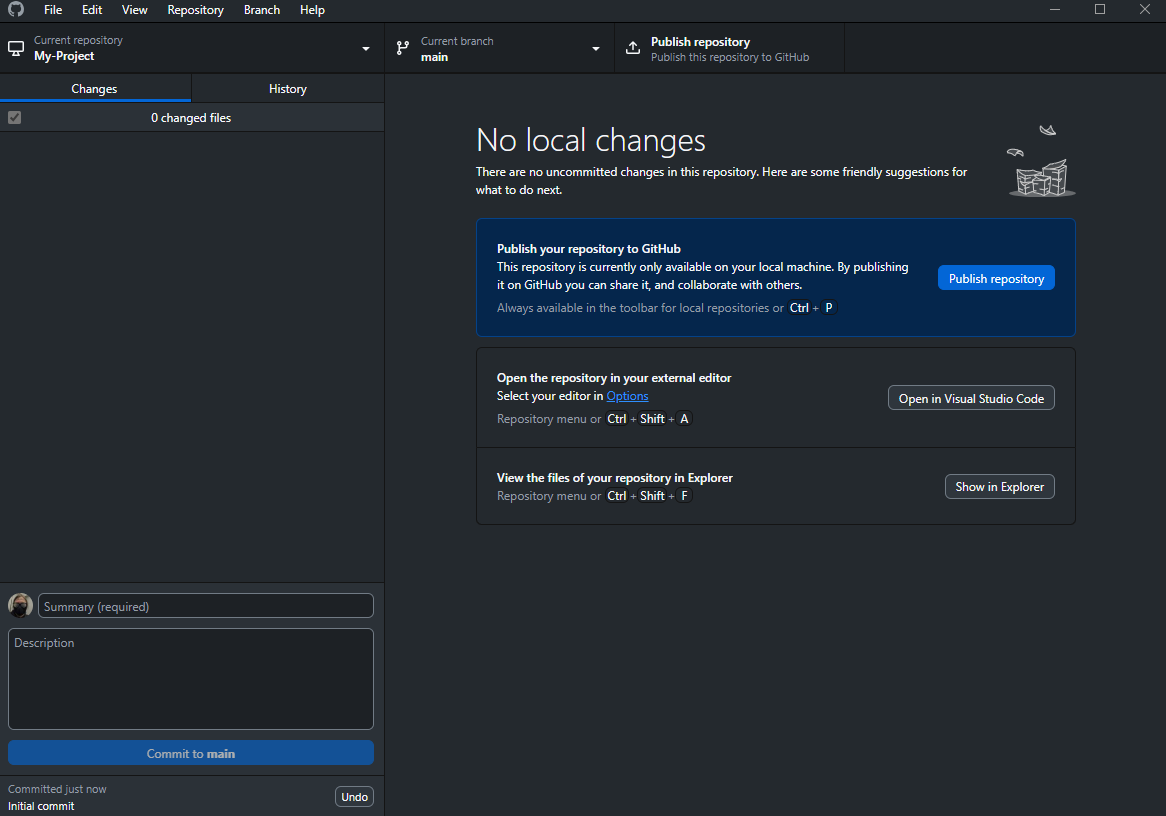 File Edit View Repository Branch Help
Current repository
My-Project
Current branch
main
Publish repository
Publish this repository to GitHub
Changes
History
0 changed files
No local changes
There are no uncommitted changes in this repository. Here are some friendly suggestions for
what to do next.
Publish your repository to GitHub
This repository is currently only available on your local machine. By publishing
it on GitHub you can share it, and collaborate with others.
Always available in the toolbar for local repositories or Ctrl + P
Publish repository
Open the repository in your external editor
Select your editor in Options
Repository menu or Ctrl + Shift + A
Open in Visual Studio Code
View the files of your repository in Explorer
Repository menu or Ctrl + Shift + F
Show in Explorer
Summary (required)
Description
Commit to main
Committed just now
Initial commit
Undo